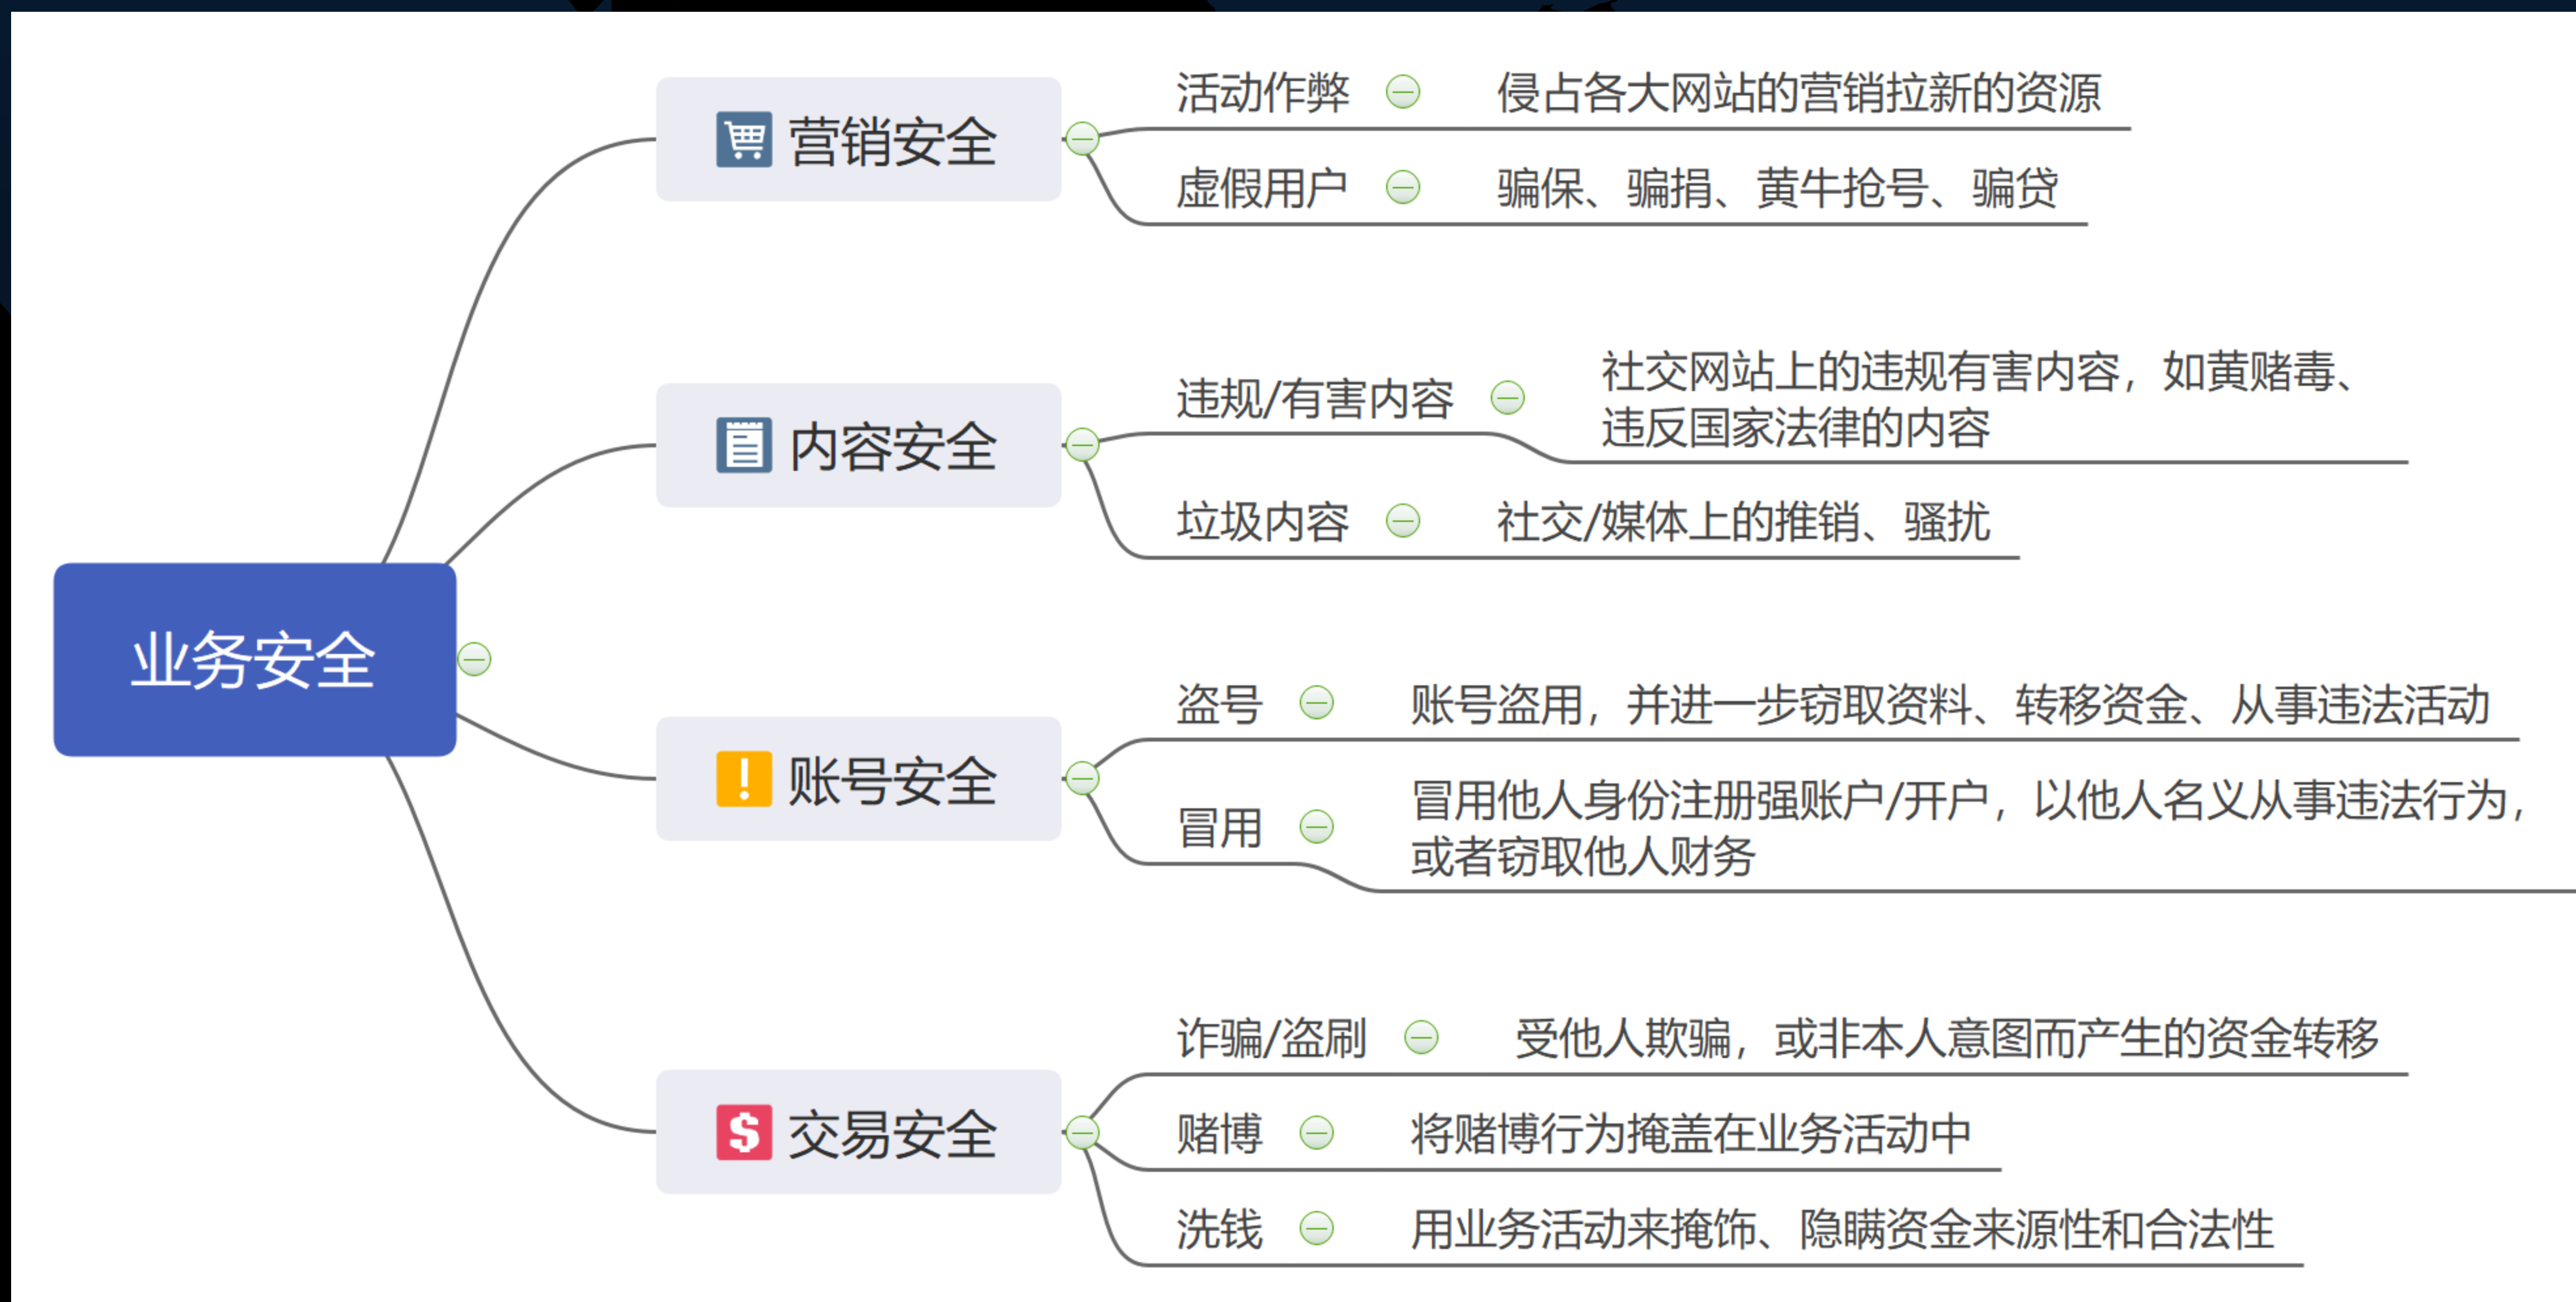 业务安全
营销安全
活动作弊
侵占各大网站的营销拉新的资源
虚假用户
骗保、骗捐、黄牛抢号、骗贷
内容安全
违规/有害内容
社交网站上的违规有害内容，如黄赌毒、
违反国家法律的内容
垃圾内容
社交/媒体上的推销、骚扰
账号安全
盗号
账号盗用，并进一步窃取资料、转移资金、从事违法活动
冒用
冒用他人身份注册强账户/开户，以他人名义从事违法行为，
或者窃取他人财务
交易安全
诈骗/盗刷
受他人欺骗，或非本人意图而产生的资金转移
赌博
将赌博行为掩盖在业务活动中
洗钱
用业务活动来掩饰、隐瞒资金来源性和合法性